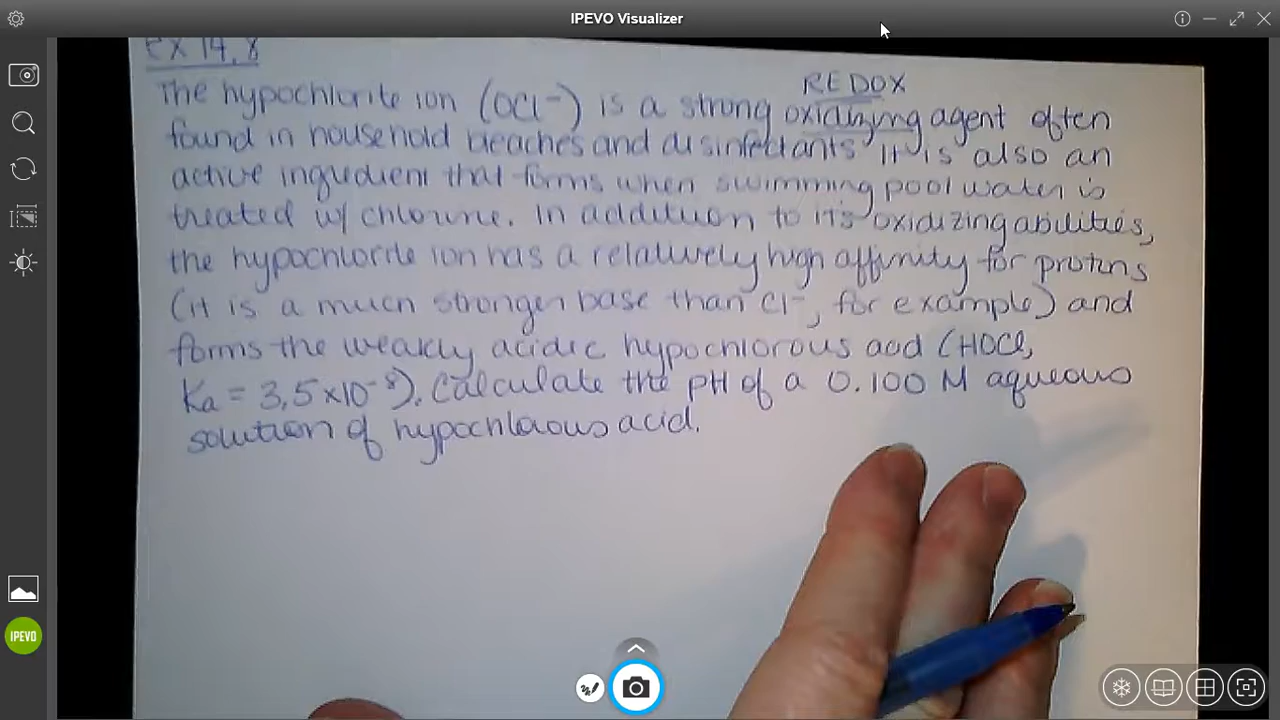 IPEVO Visualizer
ex 14.8
REDOX
The hypochlorite ion (OCl⁻) is a strong oxidizing agent often
found in household bleaches and disinfectants. It is also an
active ingredient that forms when swimming pool water is
treated w/ chlorine. In addition to it's oxidizing abilities,
the hypochlorite ion has a relatively high affinity for protons
(it is a much stronger base than Cl⁻, for example) and
forms the weakly acidic hypochlorous acid (HOCl,
Ka = 3.5x10⁻⁸). Calculate the pH of a 0.100 M aqueous
solution of hypochlorous acid.
IPEVO